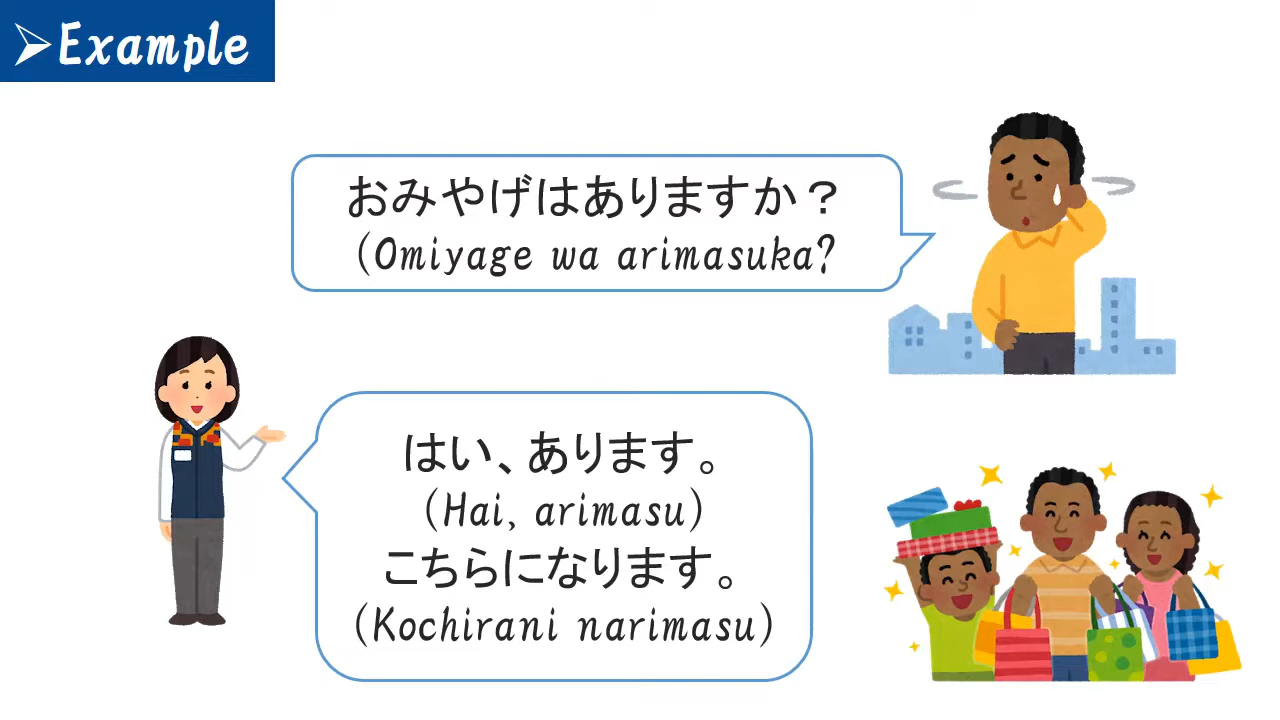 Example
おみやげはありますか？
(Omiyage wa arimasuka?
はい、あります。
(Hai, arimasu)
こちらになります。
(Kochirani narimasu)